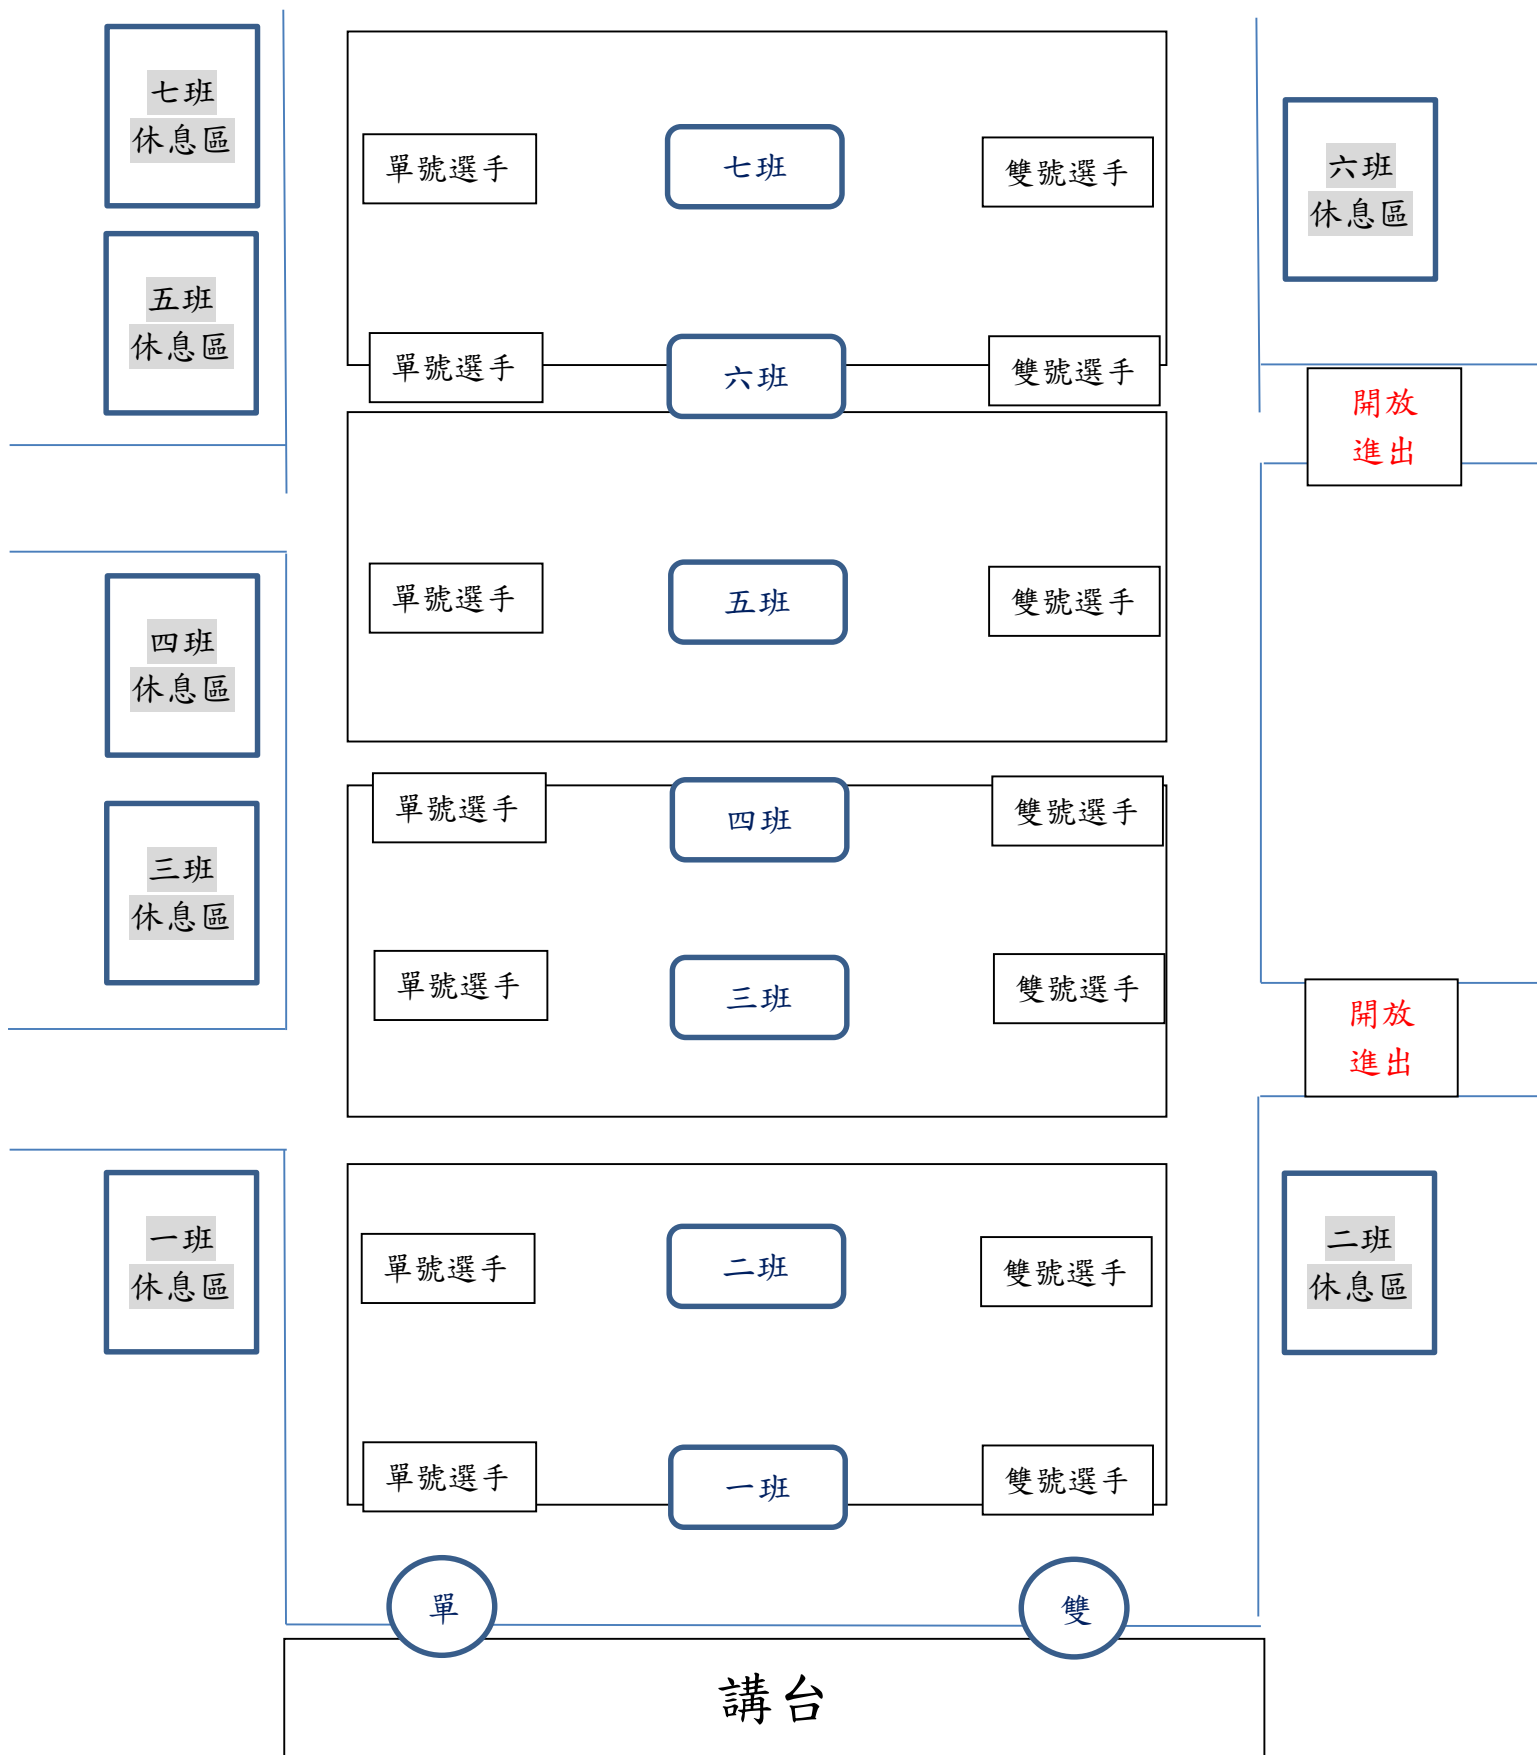 七班
休息區
單號選手
七班
雙號選手
六班
休息區
五班
休息區
單號選手
六班
雙號選手
開放
進出
單號選手
五班
雙號選手
四班
休息區
單號選手
四班
雙號選手
三班
休息區
單號選手
三班
雙號選手
開放
進出
一班
休息區
單號選手
二班
雙號選手
二班
休息區
單號選手
一班
雙號選手
單
雙
講台